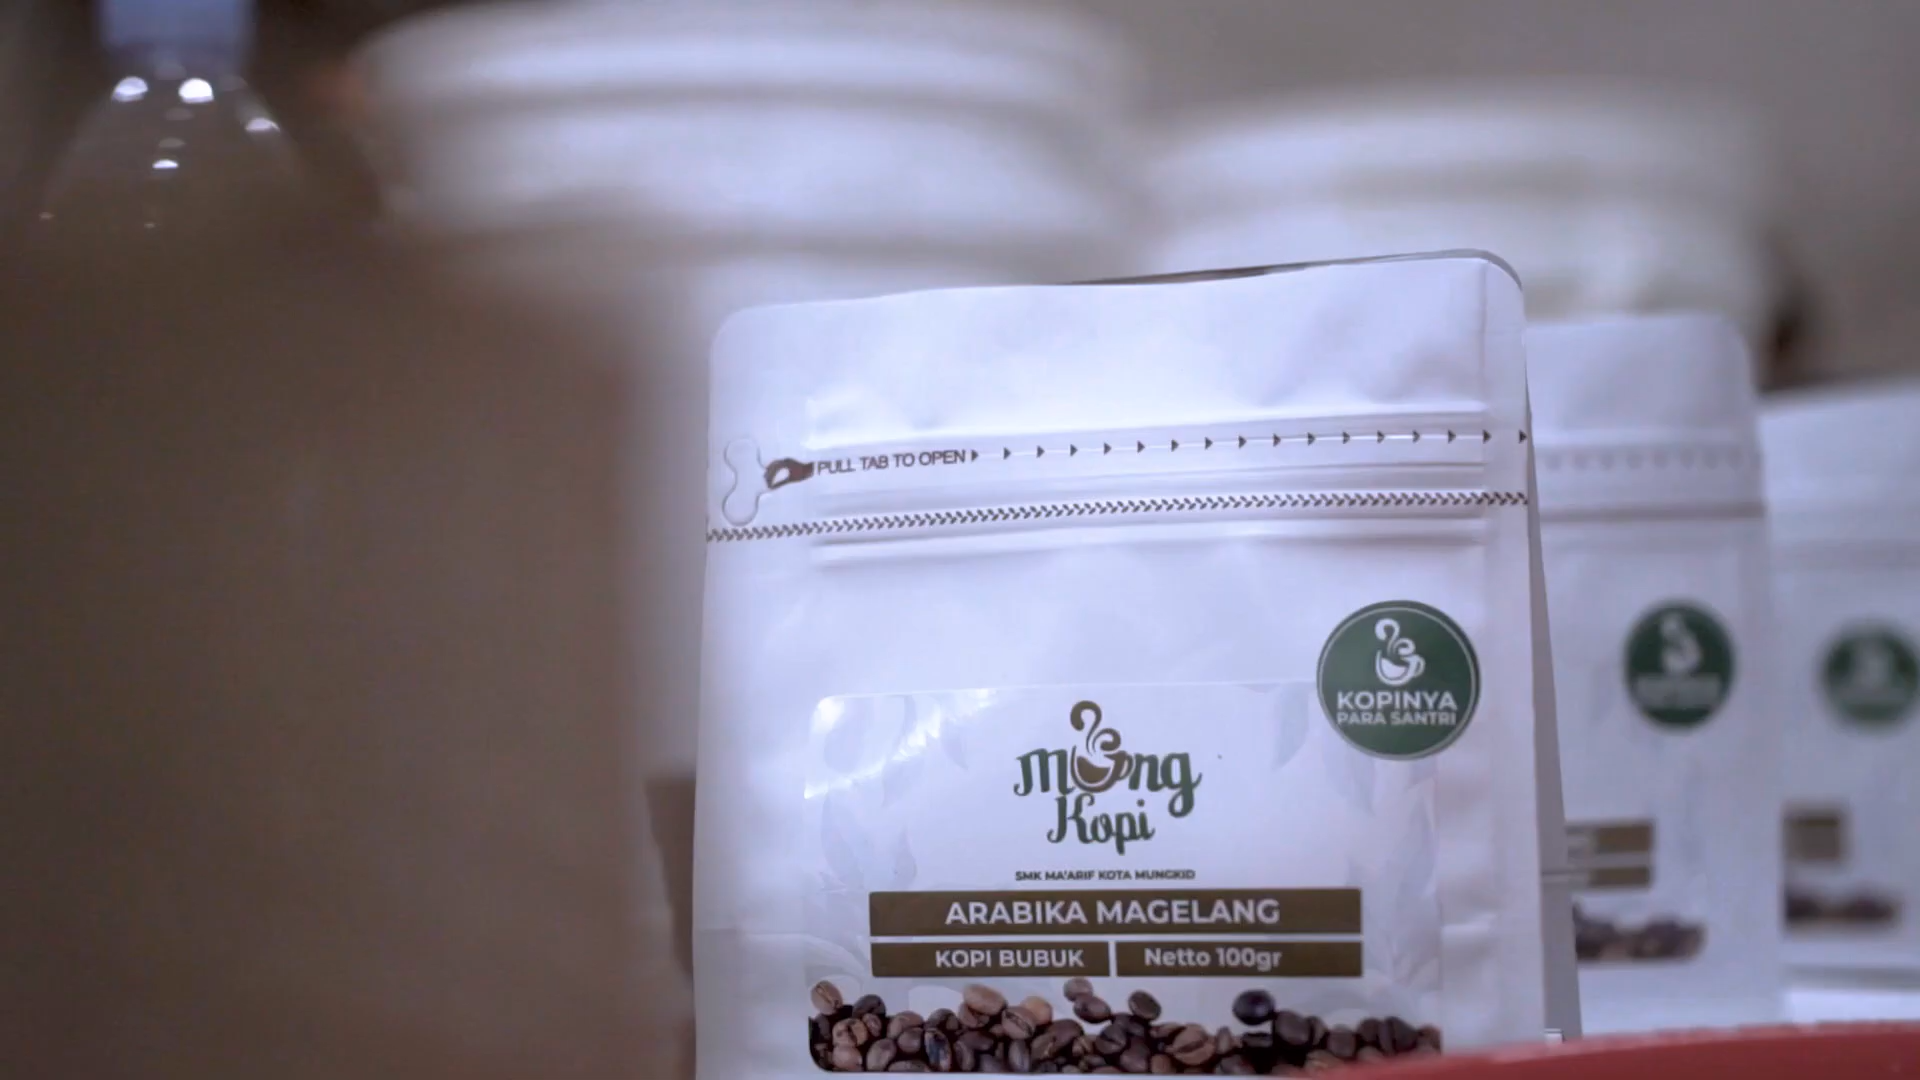 PULL TAB TO OPEN
KOPINYA
PARA SANTRI
Mung
Kopi
SMK MA'ARIF KOTA MUNGKID
ARABIKA MAGELANG
KOPI BUBUK
Netto 100gr